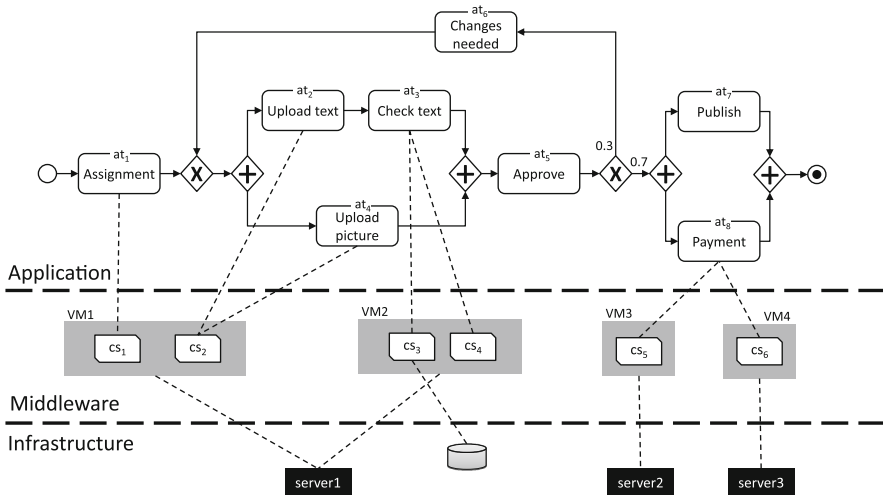 at6
Changes
needed
at2
Upload text
at3
Check text
at7
Publish
at1
Assignment
X
+
+
at5
Approve
0.3
X
0.7
+
+
at4
Upload
picture
at8
Payment
Application
VM1
VM2
VM3
VM4
cs1
cs2
cs3
cs4
cs5
cs6
Middleware
Infrastructure
server1
server2
server3